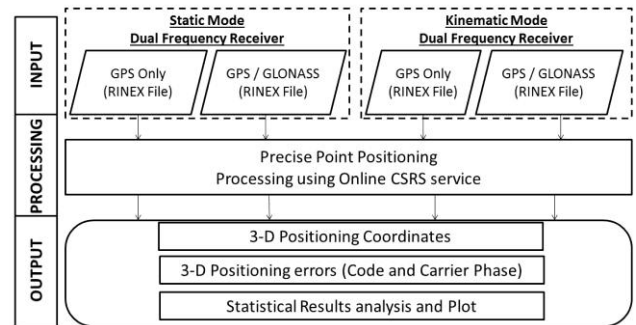 INPUT
Static Mode
Dual Frequency Receiver
GPS Only
(RINEX File)
GPS / GLONASS
(RINEX File)
Kinematic Mode
Dual Frequency Receiver
GPS Only
(RINEX File)
GPS / GLONASS
(RINEX File)
PROCESSING
Precise Point Positioning
Processing using Online CSRS service
OUTPUT
3-D Positioning Coordinates
3-D Positioning errors (Code and Carrier Phase)
Statistical Results analysis and Plot